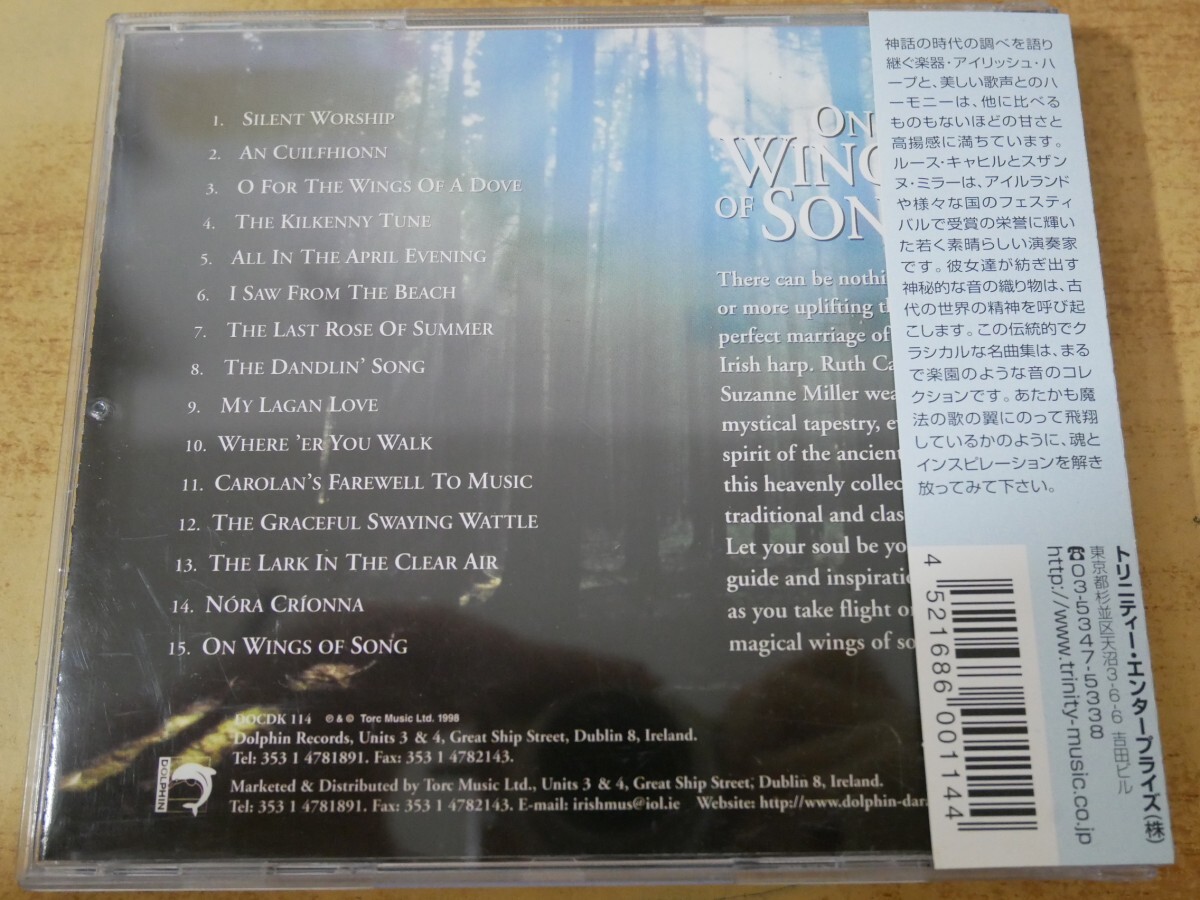 1. SILENT WORSHIP
2. AN CUILFHIONN
3. O FOR THE WINGS OF A DOVE
4. THE KILKENNY TUNE
5. ALL IN THE APRIL EVENING
6. I SAW FROM THE BEACH
7. THE LAST ROSE OF SUMMER
8. THE DANDLIN' SONG
9. MY LAGAN LOVE
10. WHERE 'ER YOU WALK
11. CAROLAN'S FAREWELL TO MUSIC
12. THE GRACEFUL SWAYING WATTLE
13. THE LARK IN THE CLEAR AIR
14. NÓRA CRÍONNA
15. ON WINGS OF SONG
DOCDK 114 ℗ & © Torc Music Ltd. 1998
Dolphin Records, Units 3 & 4, Great Ship Street, Dublin 8, Ireland.
Tel: 353 1 4781891. Fax: 353 1 4782143.
DOLPHIN
Marketed & Distributed by Torc Music Ltd., Units 3 & 4, Great Ship Street, Dublin 8, Ireland.
Tel: 353 1 4781891. Fax: 353 1 4782143. E-mail: irishmus@iol.ie Website: http://www.dolphin-dara
ON
WING
OF SON
There can be nothi
or more uplifting th
perfect marriage of
Irish harp. Ruth Ca
Suzanne Miller wea
mystical tapestry, ev
spirit of the ancient
this heavenly collec
traditional and clas
Let your soul be yo
guide and inspiratio
as you take flight o
magical wings of so
神話の時代の調べを語り
継ぐ楽器・アイリッシュ・ハ
ープと、美しい歌声とのハ
ーモニーは、他に比べる
ものもないほどの甘さと
高揚感に満ちています。
ルース・キャヒルとスザン
ヌ・ミラーは、アイルランド
や様々な国のフェスティ
バルで受賞の栄誉に輝い
た若く素晴らしい演奏家
です。彼女達が紡ぎ出す
神秘的な音の織り物は、古
代の世界の精神を呼び起
こします。この伝統的でク
ラシカルな名曲集は、まる
で楽園のような音のコレ
クションです。あたかも魔
法の歌の翼にのって飛翔
しているかのように、魂と
インスピレーションを解き
放ってみて下さい。
4 521686 001144
トリニティー・エンタープライズ(株)
東京都杉並区天沼3-6-6 吉田ビル
☎03-5347-5338
http://www.trinity-music.co.jp